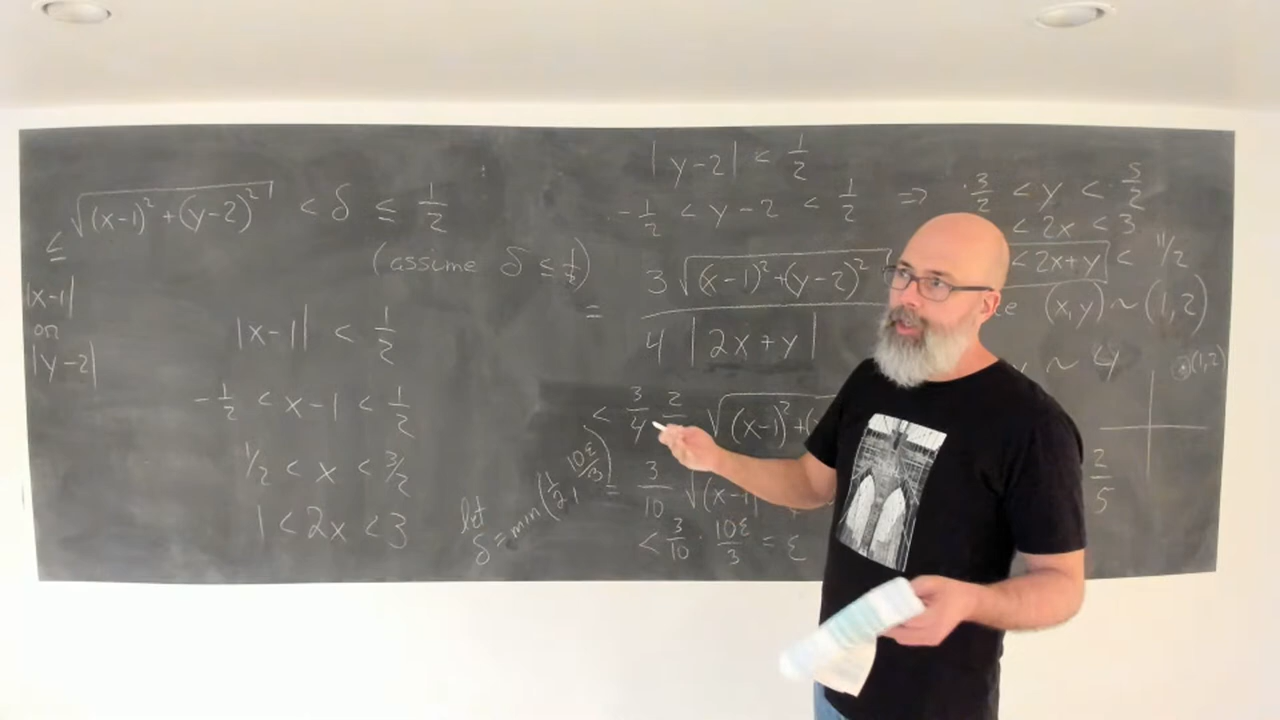 √(x-1)² + (y-2)² < δ ≤ 1/2
≤
(assume δ ≤ 1/2)
|x-1|
or
|y-2|
|x-1| < 1/2
-1/2 < x-1 < 1/2
1/2 < x < 3/2
1 < 2x < 3
let
δ = min(1/2, 10ε/3)
|y-2| < 1/2
-1/2 < y-2 < 1/2 ⇒ 3/2 < y < 5/2
< 2x < 3
< 2x+y < 11/2
= 3√(x-1)²+(y-2)² / 4|2x+y|
(x,y) ~ (1,2)
~ 4
(1,2)
< 3/4 2/ √(x-1)²+(
2/5
= 3/10 √(x-1
< 3/10 · 10ε/3 = ε